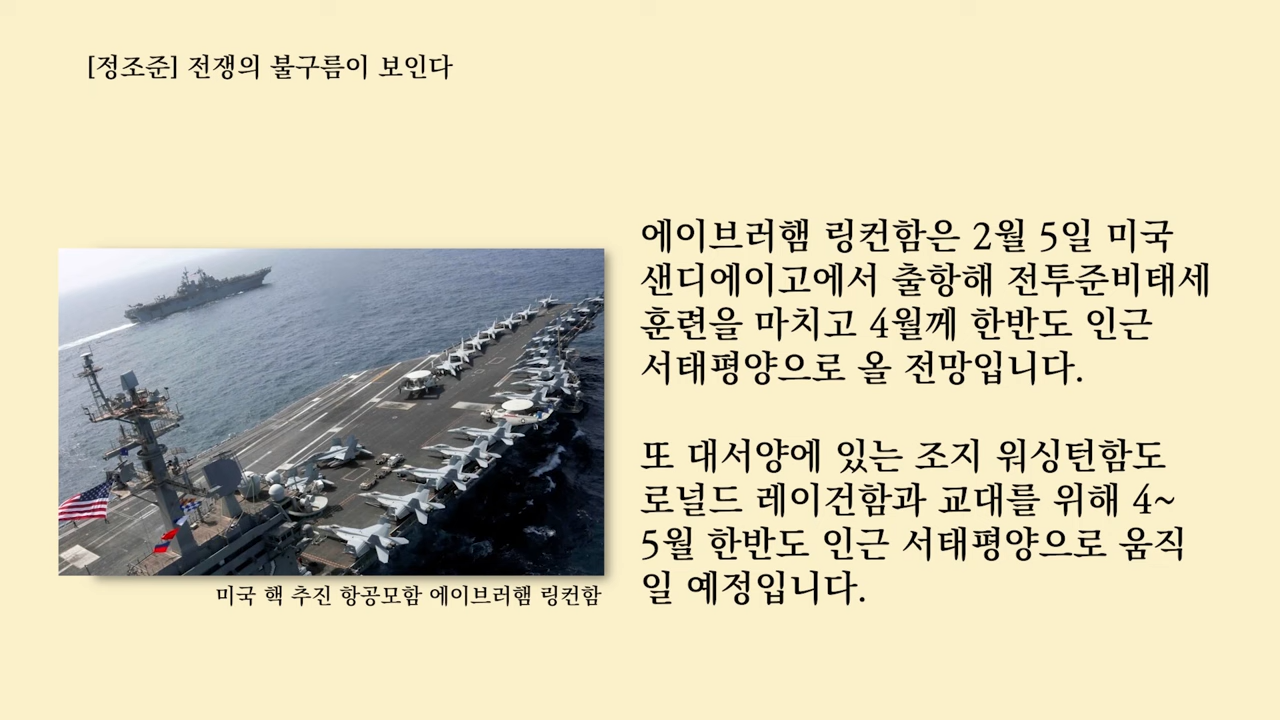 [정조준] 전쟁의 불구름이 보인다
에이브러햄 링컨함은 2월 5일 미국
샌디에이고에서 출항해 전투준비태세
훈련을 마치고 4월께 한반도 인근
서태평양으로 올 전망입니다.
또 대서양에 있는 조지 워싱턴함도
로널드 레이건함과 교대를 위해 4~
5월 한반도 인근 서태평양으로 움직
일 예정입니다.
미국 핵 추진 항공모함 에이브러햄 링컨함